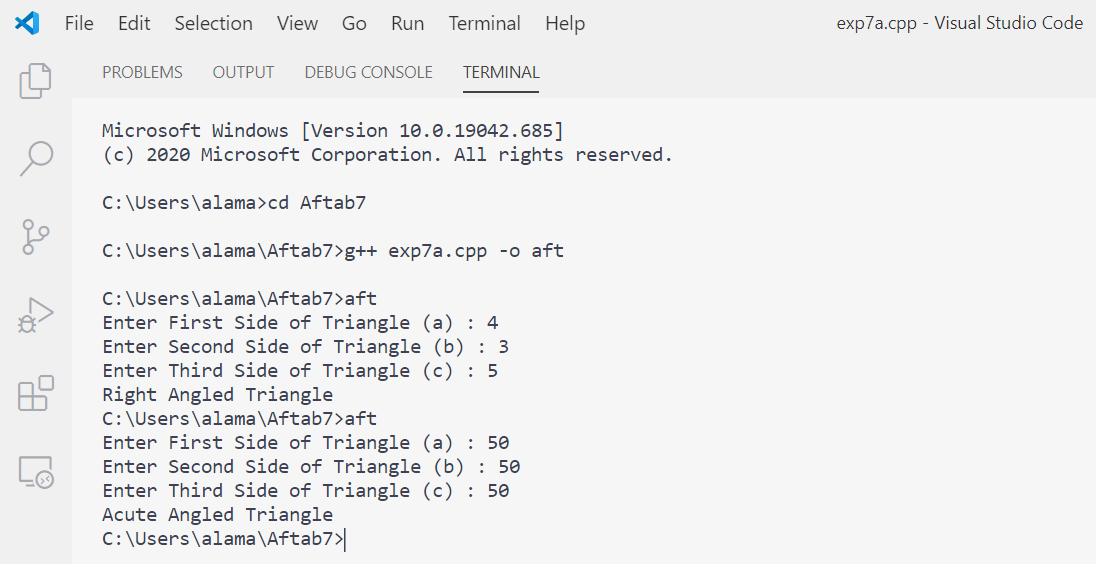 File Edit Selection View Go Run Terminal Help exp7a.cpp - Visual Studio Code
PROBLEMS OUTPUT DEBUG CONSOLE TERMINAL
Microsoft Windows [Version 10.0.19042.685]
(c) 2020 Microsoft Corporation. All rights reserved.
C:\Users\alama>cd Aftab7
C:\Users\alama\Aftab7>g++ exp7a.cpp -o aft
C:\Users\alama\Aftab7>aft
Enter First Side of Triangle (a) : 4
Enter Second Side of Triangle (b) : 3
Enter Third Side of Triangle (c) : 5
Right Angled Triangle
C:\Users\alama\Aftab7>aft
Enter First Side of Triangle (a) : 50
Enter Second Side of Triangle (b) : 50
Enter Third Side of Triangle (c) : 50
Acute Angled Triangle
C:\Users\alama\Aftab7>